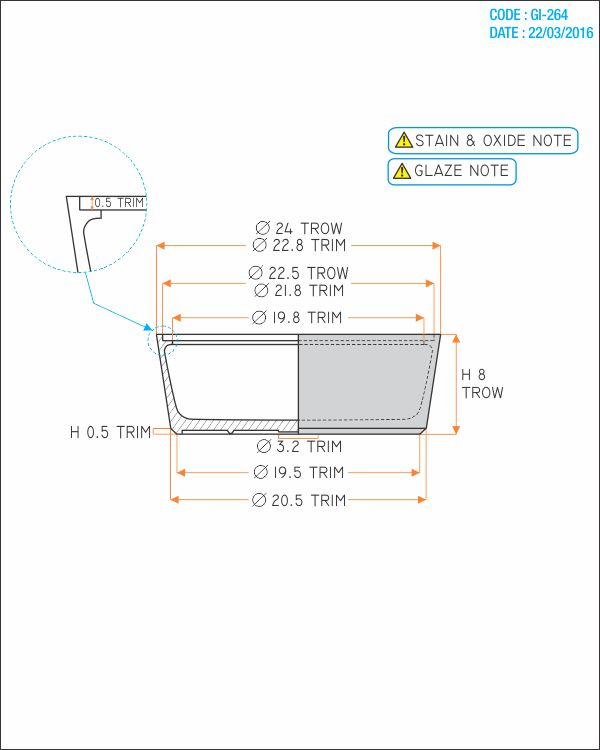 CODE : GI-264
DATE : 22/03/2016
STAIN & OXIDE NOTE
GLAZE NOTE
0.5 TRIM
∅ 24 TROW
∅ 22.8 TRIM
∅ 22.5 TROW
∅ 21.8 TRIM
∅ 19.8 TRIM
H 8
TROW
H 0.5 TRIM
∅ 3.2 TRIM
∅ 19.5 TRIM
∅ 20.5 TRIM